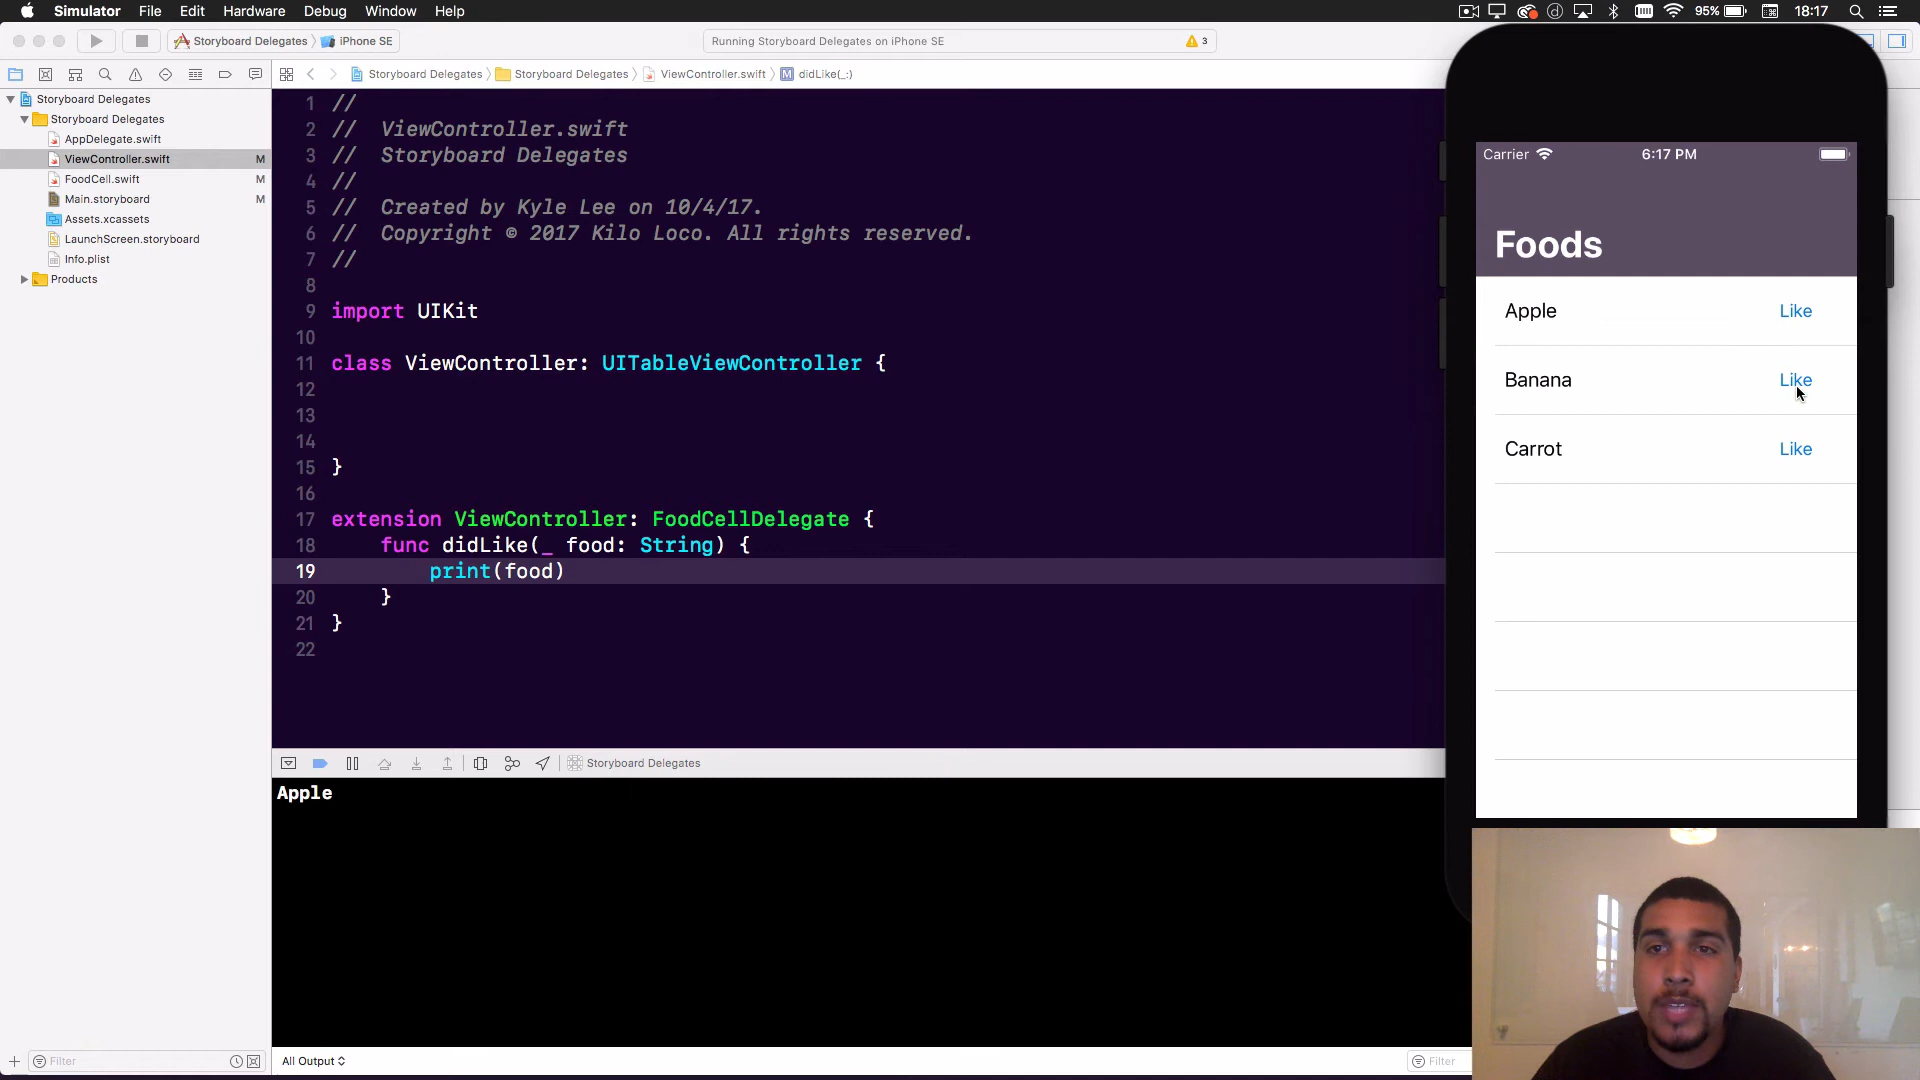 Simulator File Edit Hardware Debug Window Help
95% 18:17
Storyboard Delegates iPhone SE
Running Storyboard Delegates on iPhone SE
3
Storyboard Delegates Storyboard Delegates ViewController.swift M didLike(_:)
Storyboard Delegates
Storyboard Delegates
AppDelegate.swift
ViewController.swift M
FoodCell.swift M
Main.storyboard M
Assets.xcassets
LaunchScreen.storyboard
Info.plist
Products
1 //
2 // ViewController.swift
3 // Storyboard Delegates
4 //
5 // Created by Kyle Lee on 10/4/17.
6 // Copyright © 2017 Kilo Loco. All rights reserved.
7 //
8
9 import UIKit
10
11 class ViewController: UITableViewController {
12
13
14
15 }
16
17 extension ViewController: FoodCellDelegate {
18 func didLike(_ food: String) {
19 print(food)
20 }
21 }
22
Storyboard Delegates
Apple
Filter
All Output
Filter
Carrier 6:17 PM
Foods
Apple Like
Banana Like
Carrot Like